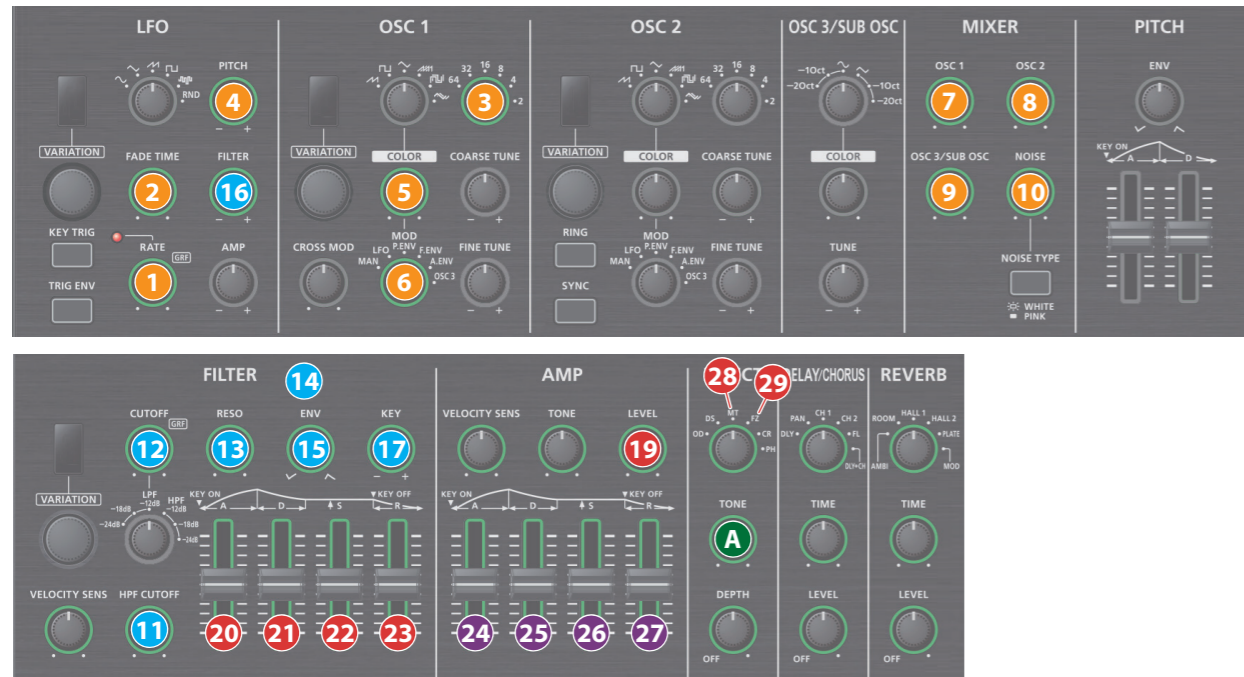 LFO
RND
PITCH
4
- +
VARIATION
FADE TIME
2
FILTER
16
- +
KEY TRIG
TRIG ENV
RATE
GRF
1
AMP
- +
OSC 1
64 32 16 8 4 2
3
VARIATION
COLOR
5
COARSE TUNE
- +
CROSS MOD
MOD
MAN LFO P.ENV F.ENV A.ENV OSC 3
6
FINE TUNE
- +
OSC 2
64 32 16 8 4 2
VARIATION
COLOR
COARSE TUNE
- +
RING
SYNC
MOD
MAN LFO P.ENV F.ENV A.ENV OSC 3
FINE TUNE
- +
OSC 3/SUB OSC
-2Oct -1Oct -1Oct -2Oct
COLOR
TUNE
- +
MIXER
OSC 1
7
OSC 2
8
OSC 3/SUB OSC
9
NOISE
10
NOISE TYPE
WHITE
PINK
PITCH
ENV
KEY ON
A D
FILTER
14
CUTOFF
GRF
12
RESO
13
ENV
15
KEY
17
- +
VARIATION
LPF HPF
-24dB -18dB -12dB -12dB -18dB -24dB
KEY ON KEY OFF
A D S R
VELOCITY SENS
HPF CUTOFF
11
20 21 22 23
AMP
VELOCITY SENS
TONE
LEVEL
19
KEY ON KEY OFF
A D S R
24 25 26 27
28
29
OD DS MT FZ CR PH
TONE
A
DEPTH
OFF
DELAY/CHORUS
DLY PAN CH 1 CH 2 FL DLY+CH
TIME
LEVEL
OFF
REVERB
AMBI ROOM HALL 1 HALL 2 PLATE MOD
TIME
LEVEL
OFF